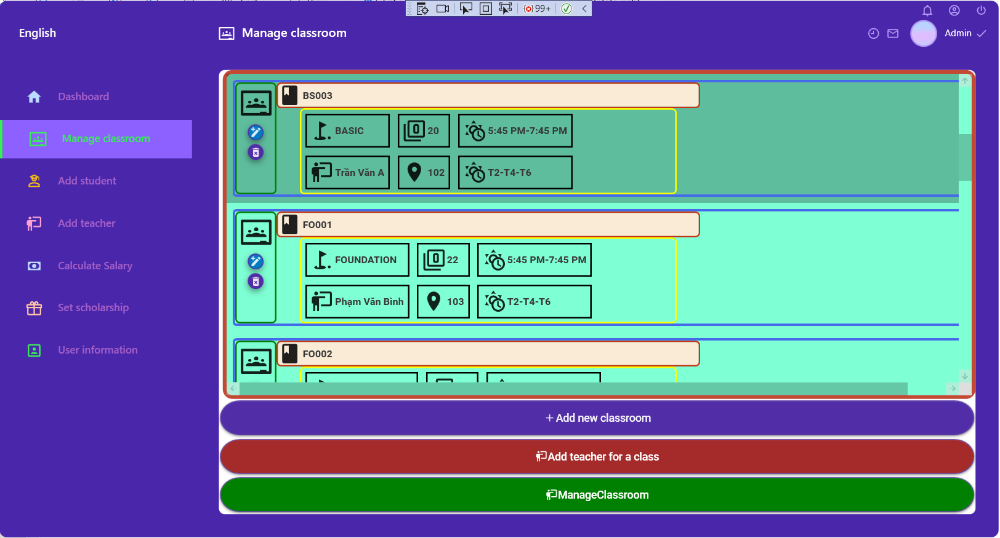 99+
English
Manage classroom
Admin
Dashboard
Manage classroom
Add student
Add teacher
Calculate Salary
Set scholarship
User information
BS003
BASIC
20
5:45 PM-7:45 PM
Trần Văn A
102
T2-T4-T6
FO001
FOUNDATION
22
5:45 PM-7:45 PM
Phạm Văn Bình
103
T2-T4-T6
FO002
+ Add new classroom
Add teacher for a class
ManageClassroom